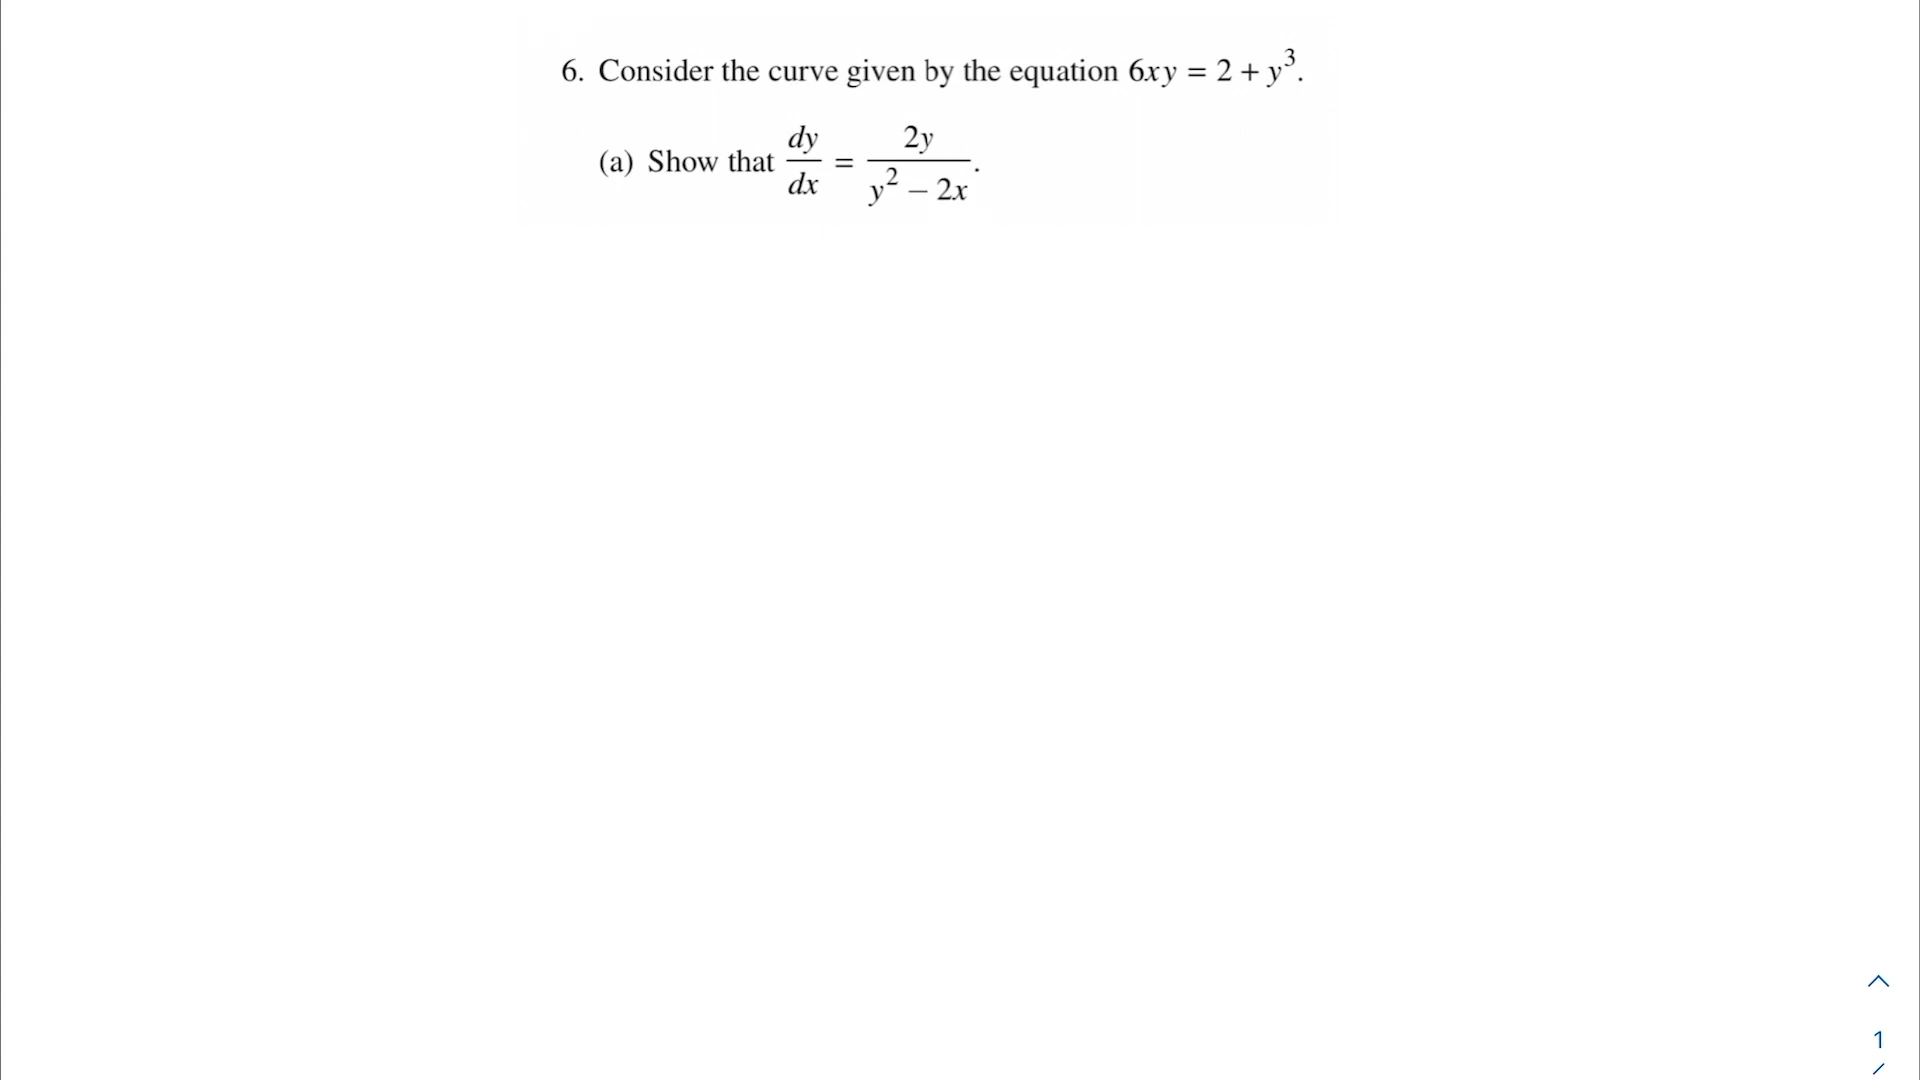 6. Consider the curve given by the equation 6xy = 2 + y³.
(a) Show that dy/dx = 2y/(y² – 2x).
1